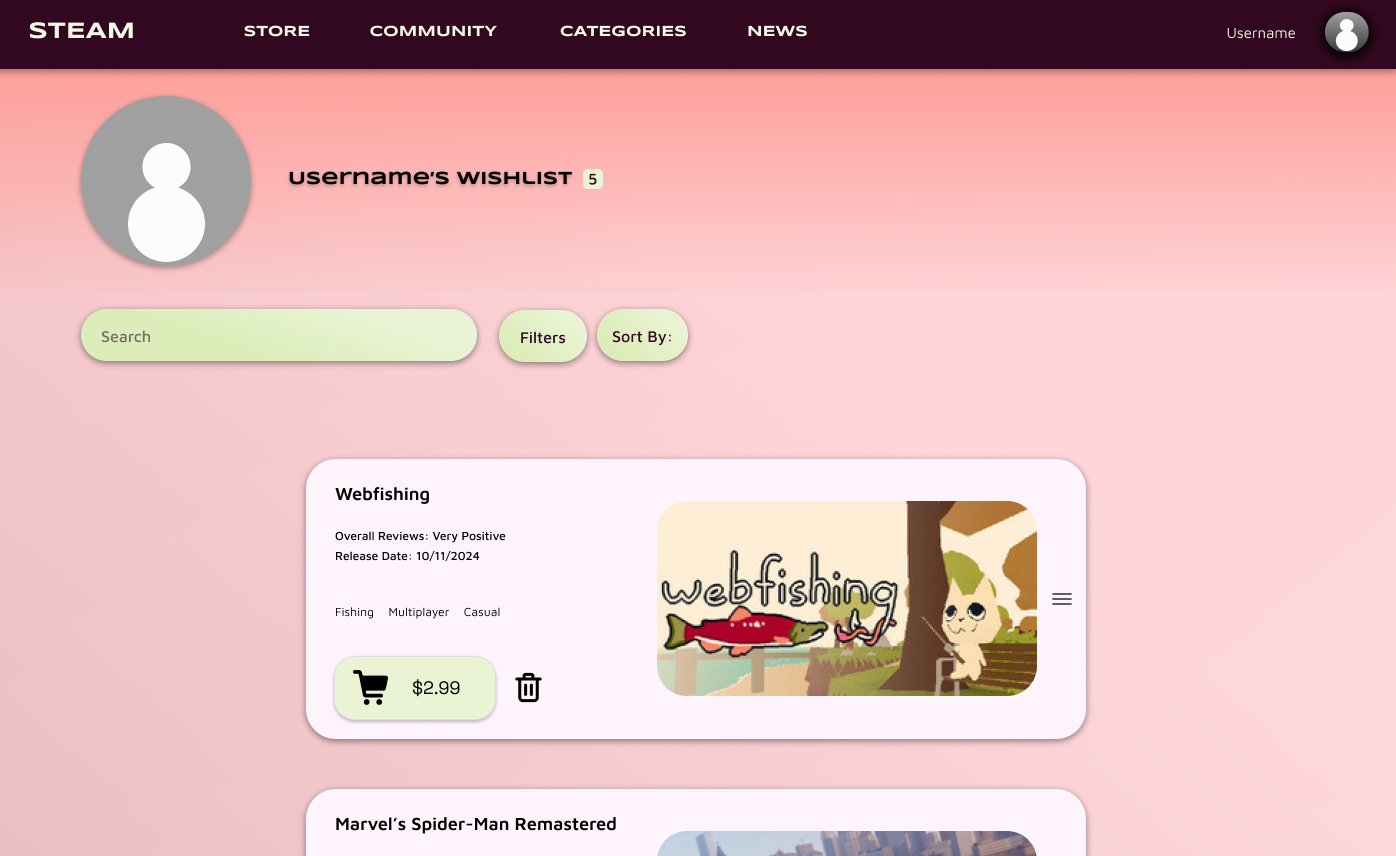 STEAM
STORE COMMUNITY CATEGORIES NEWS
Username
username's WISHLIST 5
Search
Filters
Sort By:
Webfishing
Overall Reviews: Very Positive
Release Date: 10/11/2024
Fishing Multiplayer Casual
$2.99
webfishing
Marvel’s Spider-Man Remastered